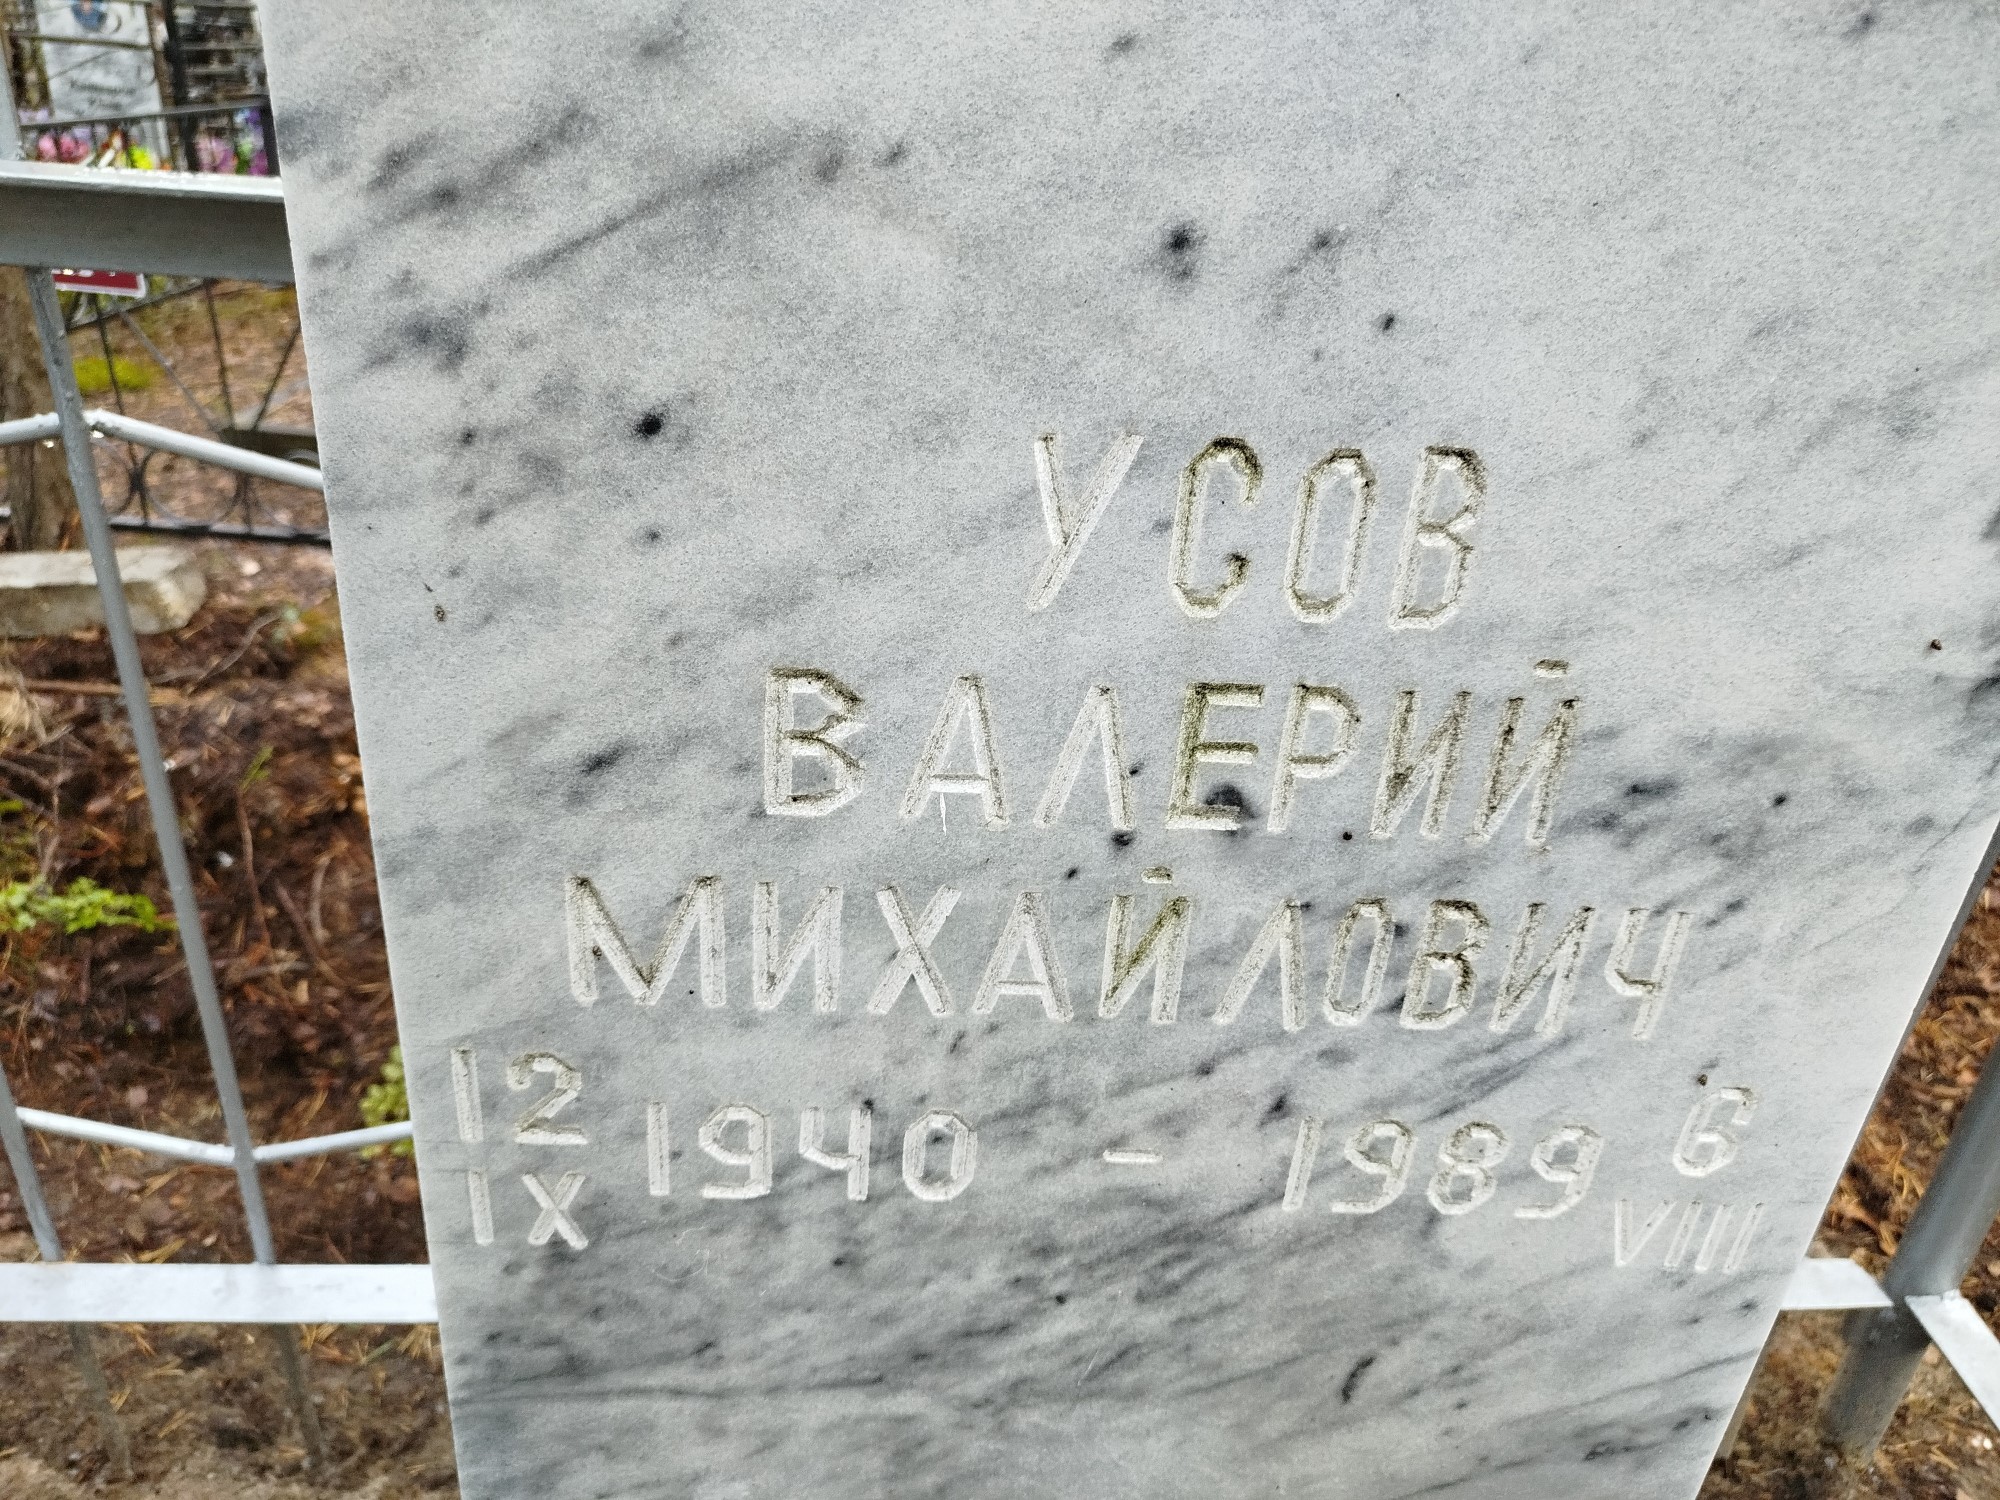 УСОВ
ВАЛЕРИЙ
МИХАЙЛОВИЧ
12 IX 1940 - 1989 6 VIII